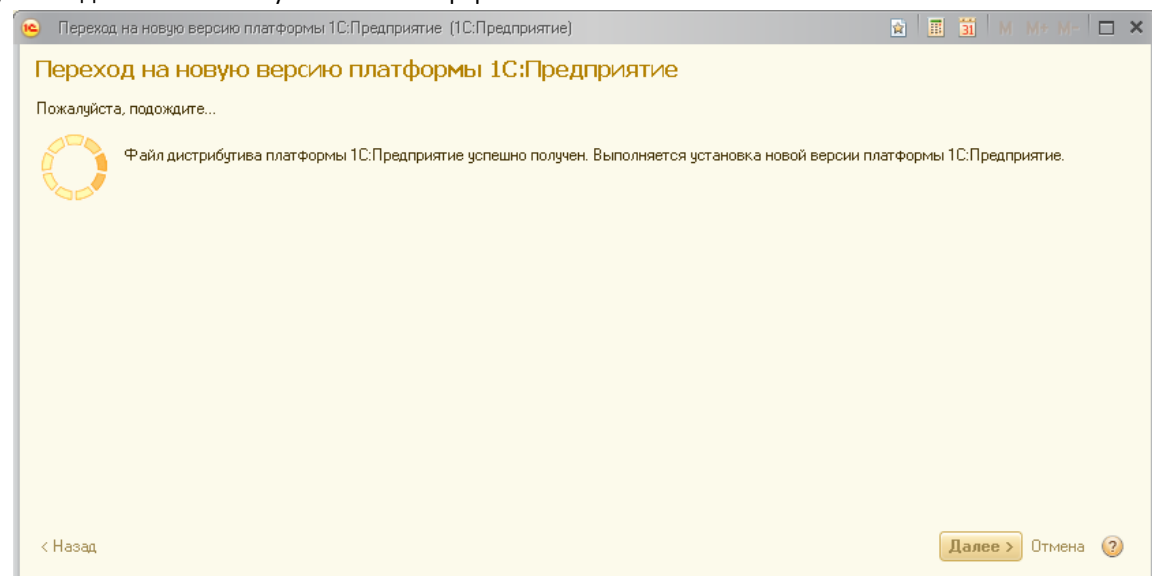 Переход на новую версию платформы 1С:Предприятие (1С:Предприятие)
31 M M+ M-
Переход на новую версию платформы 1С:Предприятие
Пожалуйста, подождите...
Файл дистрибутива платформы 1С:Предприятие успешно получен. Выполняется установка новой версии платформы 1С:Предприятие.
< Назад
Далее > Отмена ?